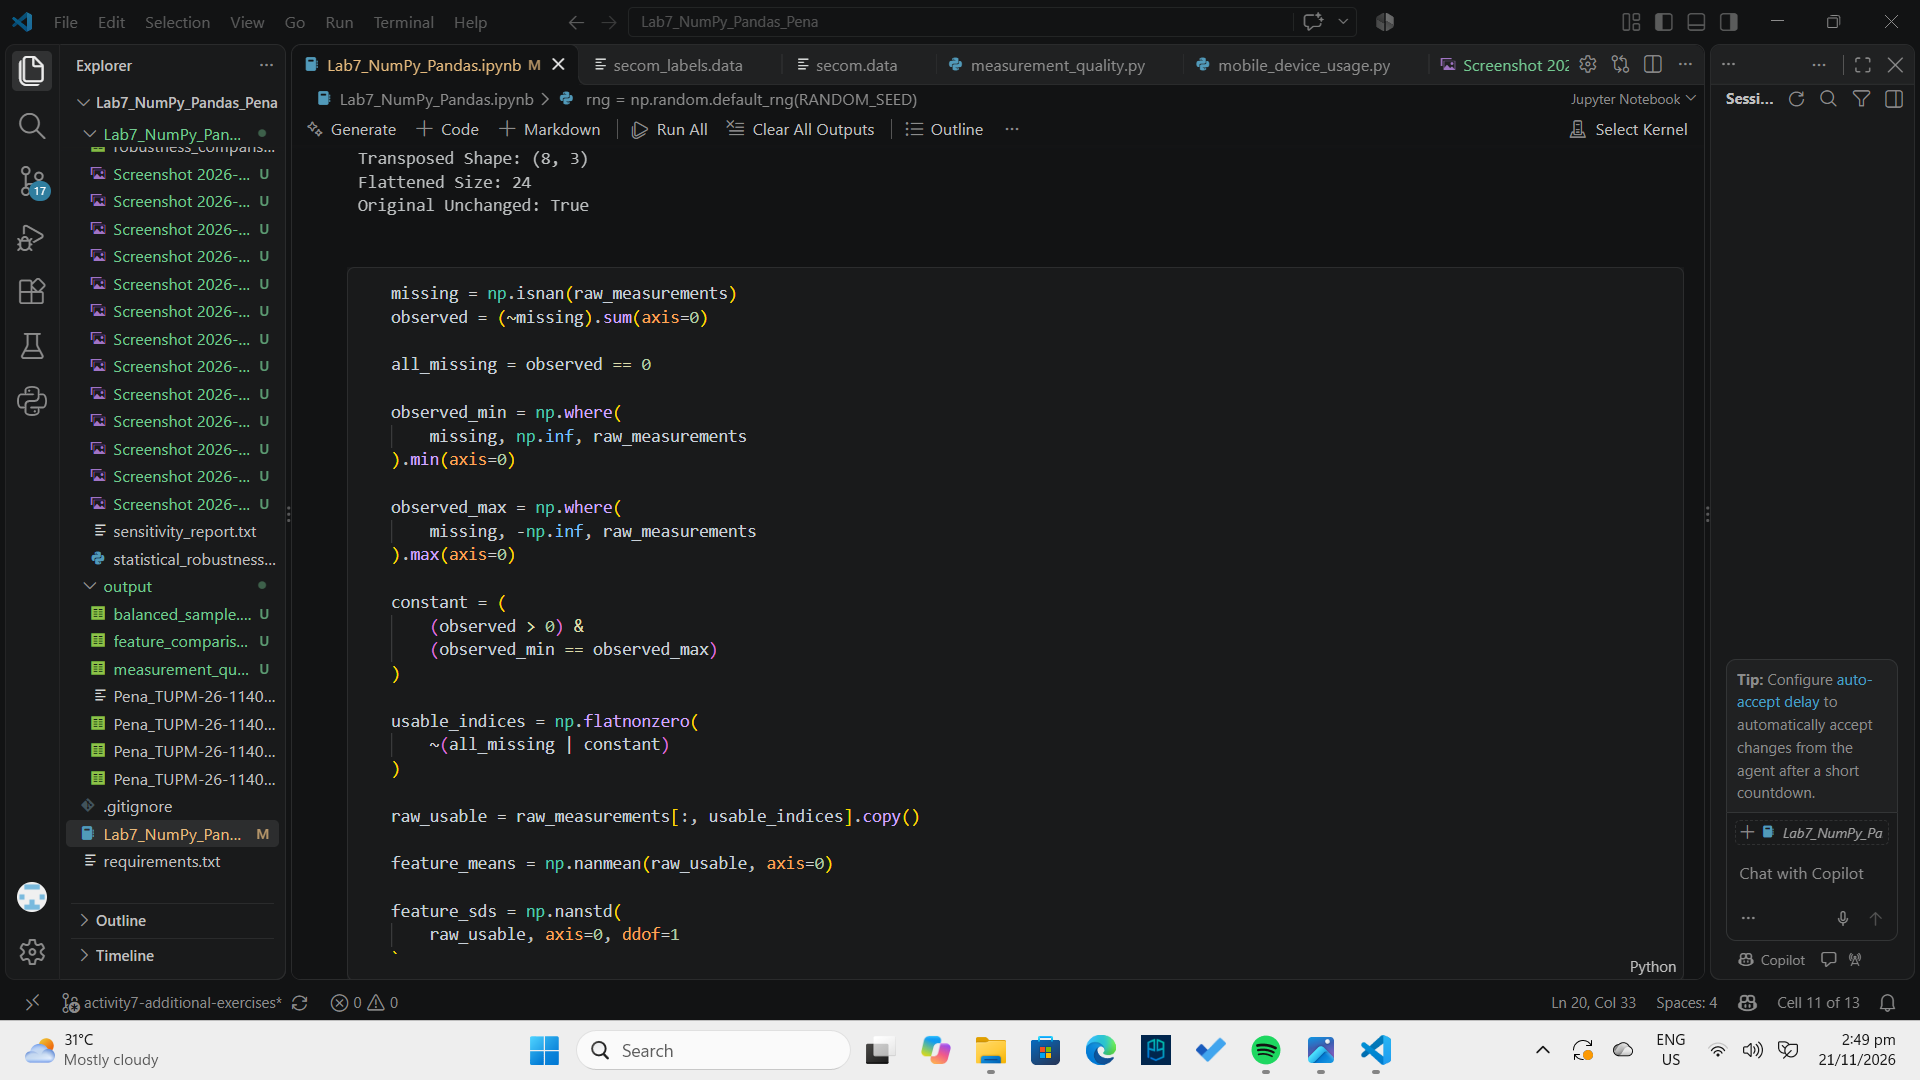 File Edit Selection View Go Run Terminal Help
Lab7_NumPy_Pandas_Pena
Explorer
Lab7_NumPy_Pandas_Pena
Lab7_NumPy_Pan...
robustness_comparis...
Screenshot 2026-... U
Screenshot 2026-... U
Screenshot 2026-... U
Screenshot 2026-... U
Screenshot 2026-... U
Screenshot 2026-... U
Screenshot 2026-... U
Screenshot 2026-... U
Screenshot 2026-... U
Screenshot 2026-... U
Screenshot 2026-... U
Screenshot 2026-... U
Screenshot 2026-... U
sensitivity_report.txt
statistical_robustness...
output
balanced_sample.... U
feature_comparis... U
measurement_qu... U
Pena_TUPM-26-1140...
Pena_TUPM-26-1140...
Pena_TUPM-26-1140...
Pena_TUPM-26-1140...
.gitignore
Lab7_NumPy_Pan... M
requirements.txt
Outline
Timeline
17
Lab7_NumPy_Pandas.ipynb M
secom_labels.data
secom.data
measurement_quality.py
mobile_device_usage.py
Screenshot 202
Lab7_NumPy_Pandas.ipynb > rng = np.random.default_rng(RANDOM_SEED)
Jupyter Notebook
Generate + Code + Markdown Run All Clear All Outputs Outline ...
Select Kernel
Transposed Shape: (8, 3)
Flattened Size: 24
Original Unchanged: True
missing = np.isnan(raw_measurements)
observed = (~missing).sum(axis=0)
all_missing = observed == 0
observed_min = np.where(
missing, np.inf, raw_measurements
).min(axis=0)
observed_max = np.where(
missing, -np.inf, raw_measurements
).max(axis=0)
constant = (
(observed > 0) &
(observed_min == observed_max)
)
usable_indices = np.flatnonzero(
~(all_missing | constant)
)
raw_usable = raw_measurements[:, usable_indices].copy()
feature_means = np.nanmean(raw_usable, axis=0)
feature_sds = np.nanstd(
raw_usable, axis=0, ddof=1
Python
Sessi...
Tip: Configure auto-
accept delay to
automatically accept
changes from the
agent after a short
countdown.
Lab7_NumPy_Pa
Chat with Copilot
Copilot
activity7-additional-exercises* 0 0
Ln 20, Col 33 Spaces: 4 Cell 11 of 13
31°C
Mostly cloudy
Search
ENG
US
2:49 pm
21/11/2026